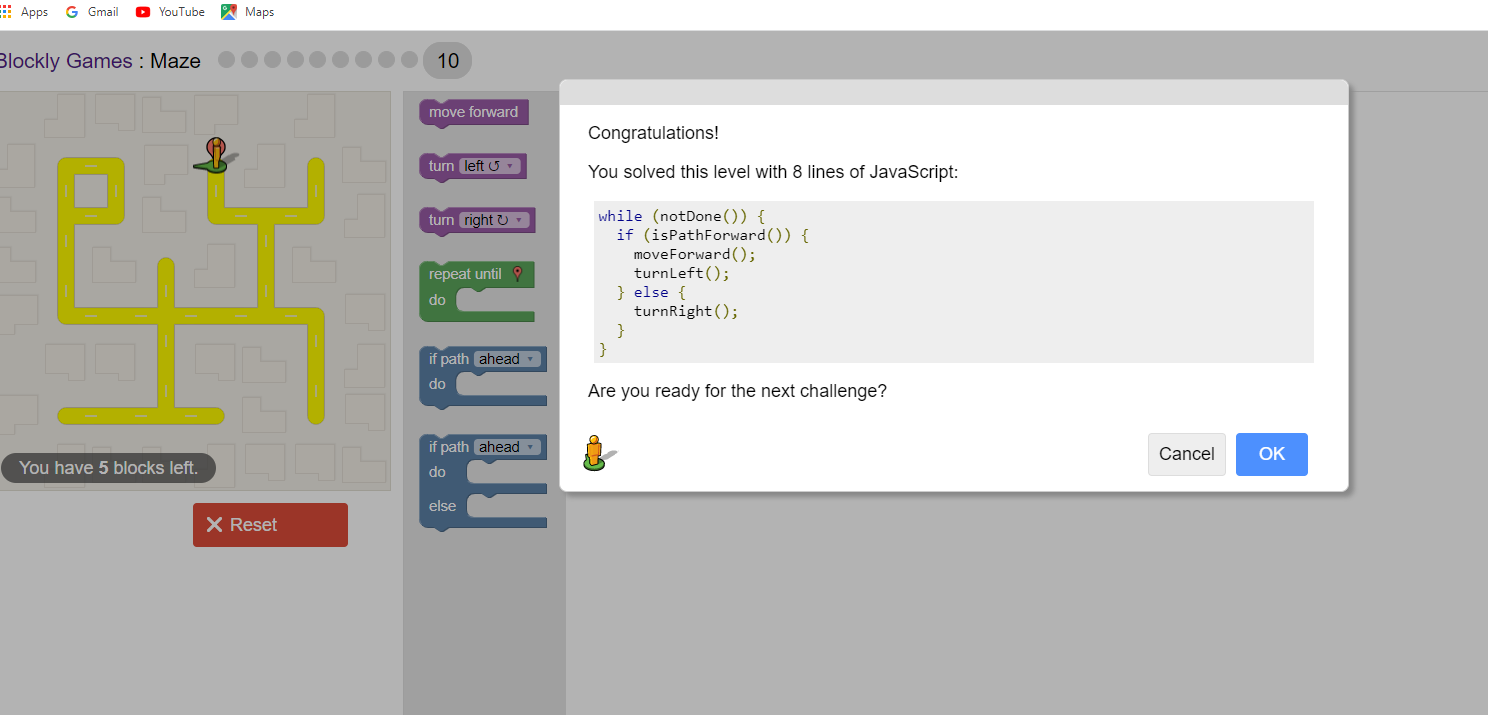 Apps Gmail YouTube Maps
Blockly Games : Maze 10
move forward
turn left ↺ ▾
turn right ↻ ▾
repeat until
do
if path ahead ▾
do
if path ahead ▾
do
else
You have 5 blocks left.
Reset
Congratulations!
You solved this level with 8 lines of JavaScript:
while (notDone()) {
  if (isPathForward()) {
    moveForward();
    turnLeft();
  } else {
    turnRight();
  }
}
Are you ready for the next challenge?
Cancel OK